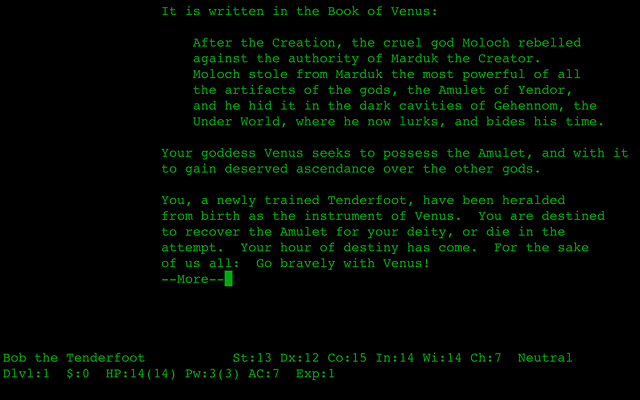 It is written in the Book of Venus:
After the Creation, the cruel god Moloch rebelled
against the authority of Marduk the Creator.
Moloch stole from Marduk the most powerful of all
the artifacts of the gods, the Amulet of Yendor,
and he hid it in the dark cavities of Gehennom, the
Under World, where he now lurks, and bides his time.
Your goddess Venus seeks to possess the Amulet, and with it
to gain deserved ascendance over the other gods.
You, a newly trained Tenderfoot, have been heralded
from birth as the instrument of Venus.  You are destined
to recover the Amulet for your deity, or die in the
attempt.  Your hour of destiny has come.  For the sake
of us all:  Go bravely with Venus!
--More--
Bob the Tenderfoot St:13 Dx:12 Co:15 In:14 Wi:14 Ch:7  Neutral
Dlvl:1  $:0  HP:14(14) Pw:3(3) AC:7  Exp:1